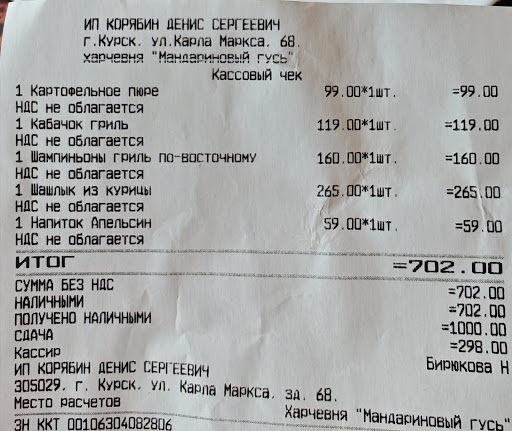 ИП КОРЯБИН ДЕНИС СЕРГЕЕВИЧ
г.Курск, ул.Карла Маркса, 68.
харчевня "Мандариновый гусь"
Кассовый чек
1 Картофельное пюре 99.00*1шт. =99.00
НДС не облагается
1 Кабачок гриль 119.00*1шт. =119.00
НДС не облагается
1 Шампиньоны гриль по-восточному 160.00*1шт. =160.00
НДС не облагается
1 Шашлык из курицы 265.00*1шт. =265.00
НДС не облагается
1 Напиток Апельсин 59.00*1шт. =59.00
НДС не облагается
ИТОГ =702.00
СУММА БЕЗ НДС =702.00
НАЛИЧНЫМИ =702.00
ПОЛУЧЕНО НАЛИЧНЫМИ =1000.00
СДАЧА =298.00
Кассир Бирюкова Н
ИП КОРЯБИН ДЕНИС СЕРГЕЕВИЧ
305029, г. Курск, ул. Карла Маркса, зд. 68.
Место расчетов Харчевня "Мандариновый гусь"
ЗН ККТ 00106304082806